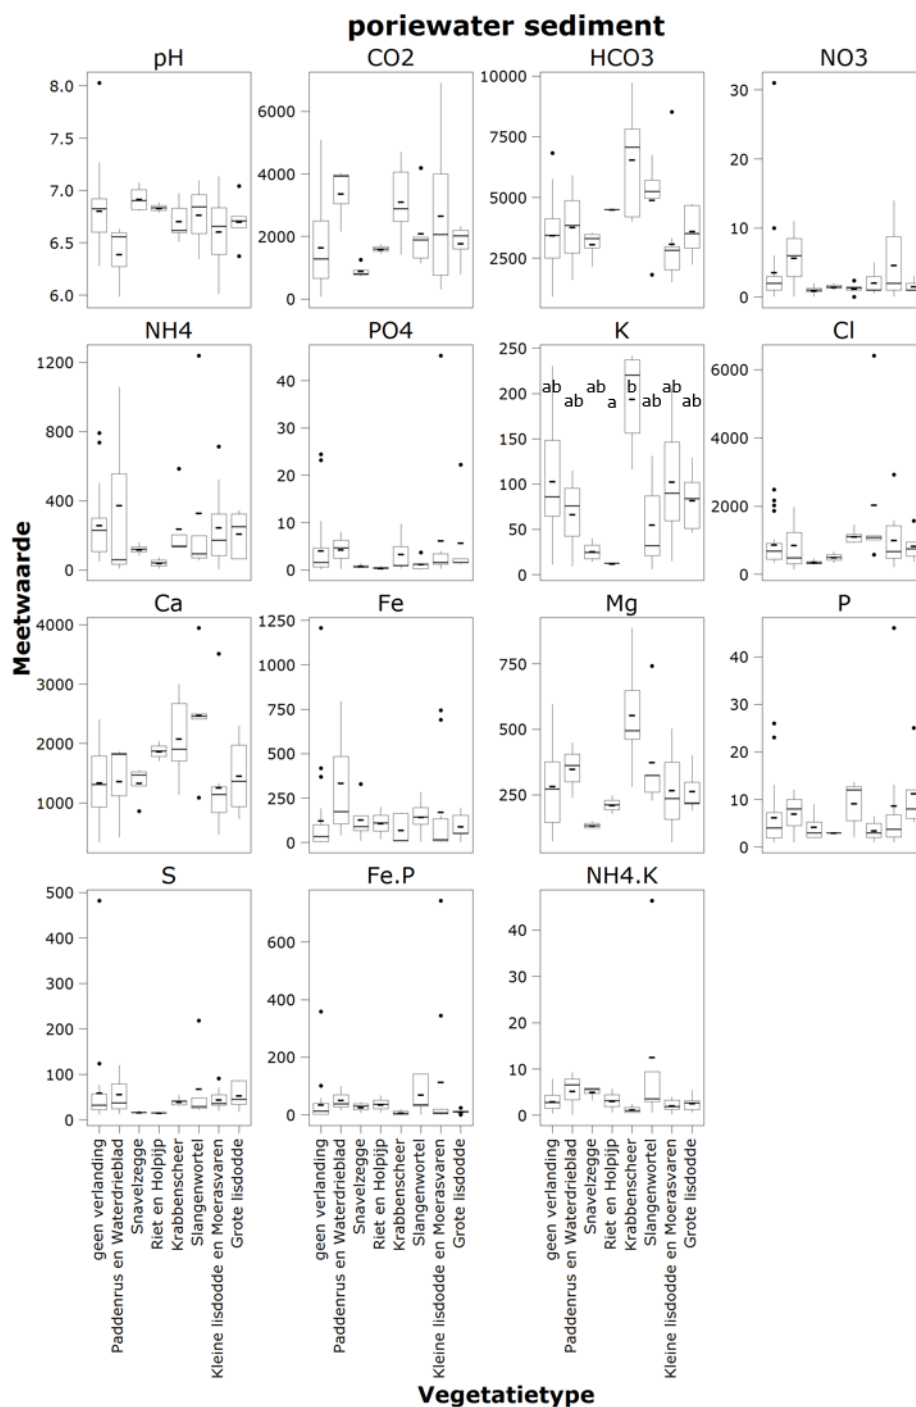 poriewater sediment
pH
CO2
HCO3
NO3
8.0
7.5
7.0
6.5
6.0
6000
4000
2000
0
10000
7500
5000
2500
30
20
10
0
NH4
PO4
K
Cl
1200
800
400
0
40
30
20
10
0
250
200
150
100
50
0
ab
ab
ab
a
b
ab
ab
ab
6000
4000
2000
0
Ca
Fe
Mg
P
4000
3000
2000
1000
1250
1000
750
500
250
0
750
500
250
40
30
20
10
0
S
Fe.P
NH4.K
500
400
300
200
100
0
600
400
200
0
40
30
20
10
0
Meetwaarde
geen verlanding
Paddenrus en Waterdrieblad
Snavelzegge
Riet en Holpijp
Krabbenscheer
Slangenwortel
Kleine lisdodde en Moerasvaren
Grote lisdodde
geen verlanding
Paddenrus en Waterdrieblad
Snavelzegge
Riet en Holpijp
Krabbenscheer
Slangenwortel
Kleine lisdodde en Moerasvaren
Grote lisdodde
geen verlanding
Paddenrus en Waterdrieblad
Snavelzegge
Riet en Holpijp
Krabbenscheer
Slangenwortel
Kleine lisdodde en Moerasvaren
Grote lisdodde
Vegetatietype